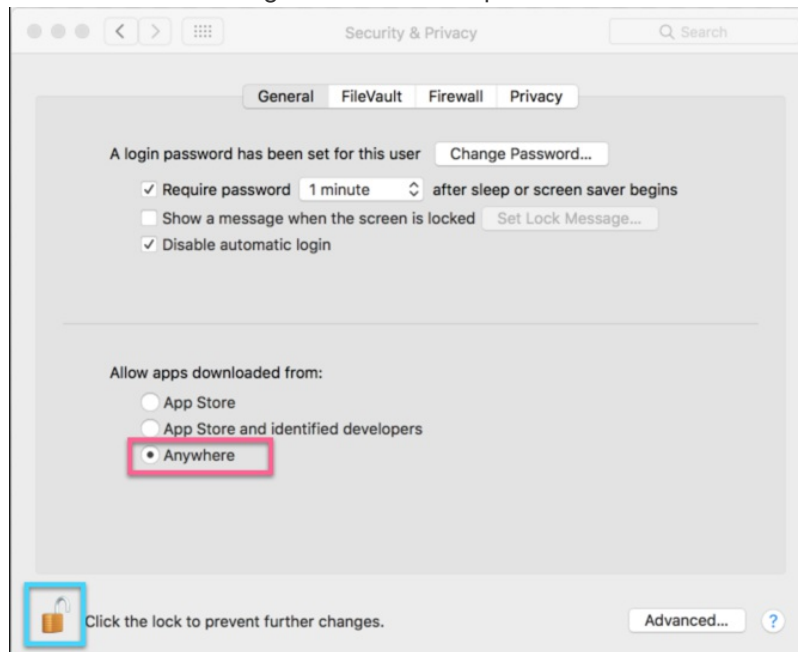 Security & Privacy
Search
General FileVault Firewall Privacy
A login password has been set for this user Change Password...
Require password 1 minute after sleep or screen saver begins
Show a message when the screen is locked Set Lock Message...
Disable automatic login
Allow apps downloaded from:
App Store
App Store and identified developers
Anywhere
Click the lock to prevent further changes.
Advanced... ?